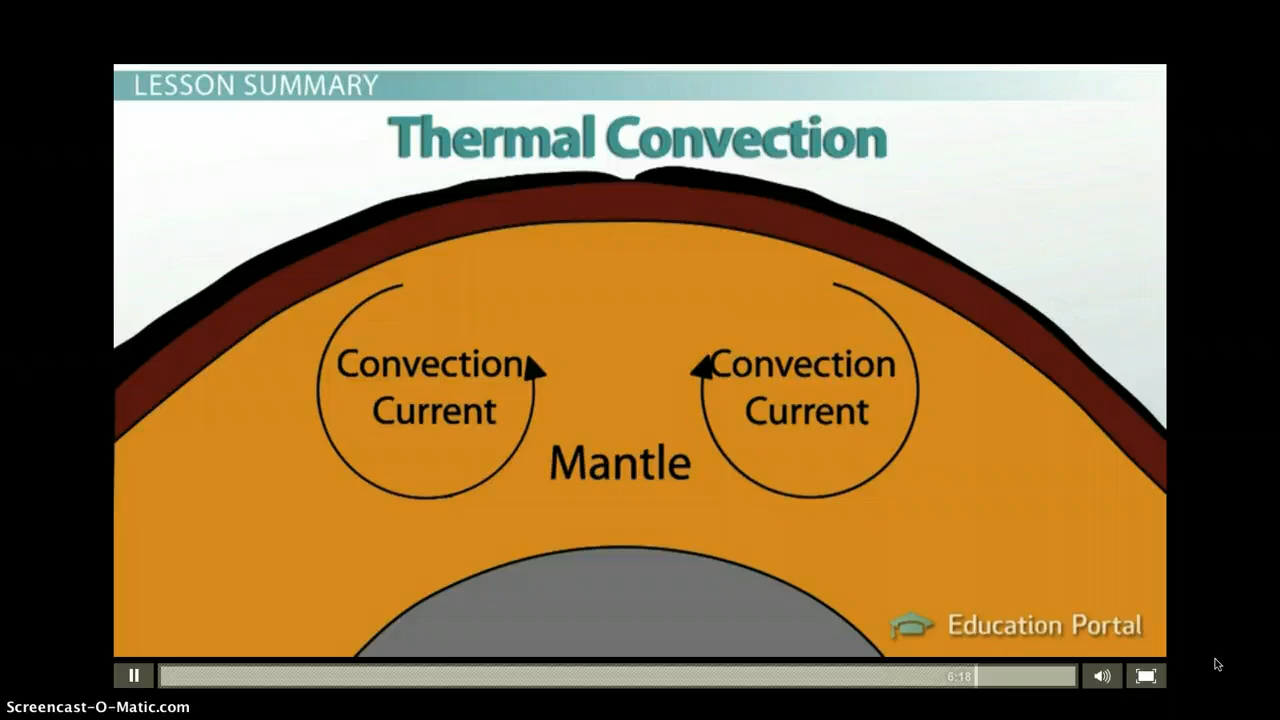 LESSON SUMMARY
Thermal Convection
Convection
Current
Convection
Current
Mantle
Education Portal
6:18
Screencast-O-Matic.com